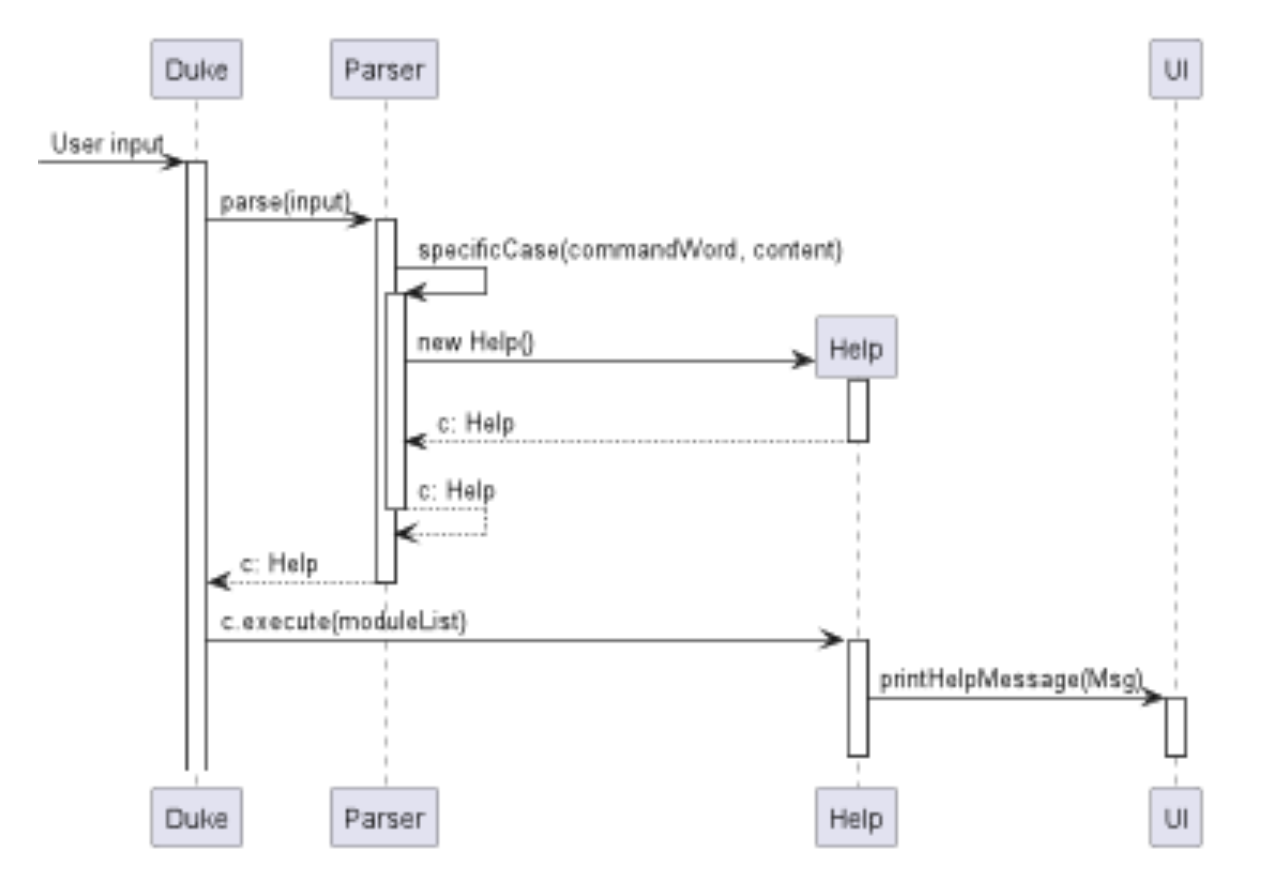 Duke
Parser
UI
User input
parse(input)
specificCase(commandWord, content)
new Help()
Help
c: Help
c: Help
c: Help
c.execute(moduleList)
printHelpMessage(Msg)
Duke
Parser
Help
UI